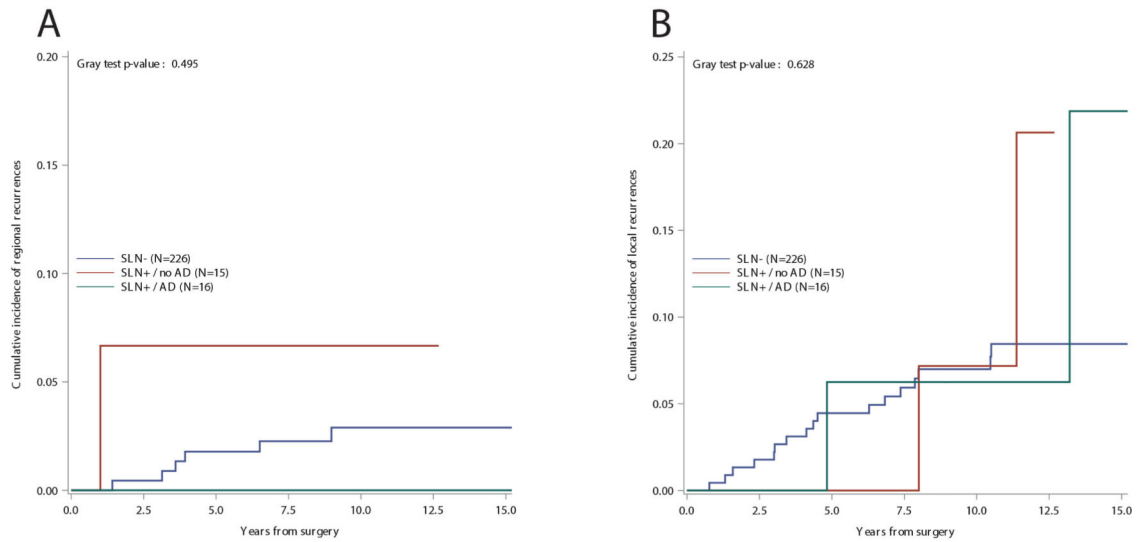 A
Gray test p-value : 0.495
Cumulative incidence of regional recurrences
0.20
0.15
0.10
0.05
0.00
SLN- (N=226)
SLN+ / no AD (N=15)
SLN+ / AD (N=16)
0.0 2.5 5.0 7.5 10.0 12.5 15.0
Years from surgery
B
Gray test p-value : 0.628
Cumulative incidence of local recurrences
0.25
0.20
0.15
0.10
0.05
0.00
SLN- (N=226)
SLN+ / no AD (N=15)
SLN+ / AD (N=16)
0.0 2.5 5.0 7.5 10.0 12.5 15.0
Years from surgery